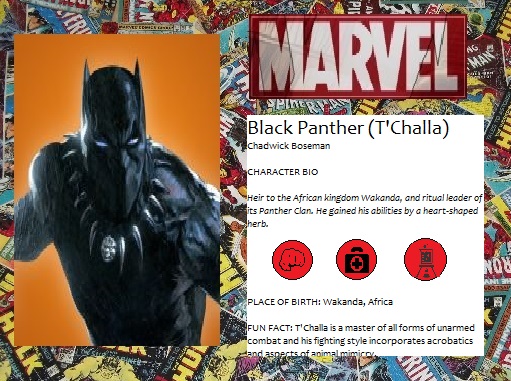 MARVEL
Black Panther (T'Challa)
Chadwick Boseman
CHARACTER BIO
Heir to the African kingdom Wakanda, and ritual leader of
its Panther Clan. He gained his abilities by a heart-shaped
herb.
PLACE OF BIRTH: Wakanda, Africa
FUN FACT: T'Challa is a master of all forms of unarmed
combat and his fighting style incorporates acrobatics
and aspects of animal mimicry.